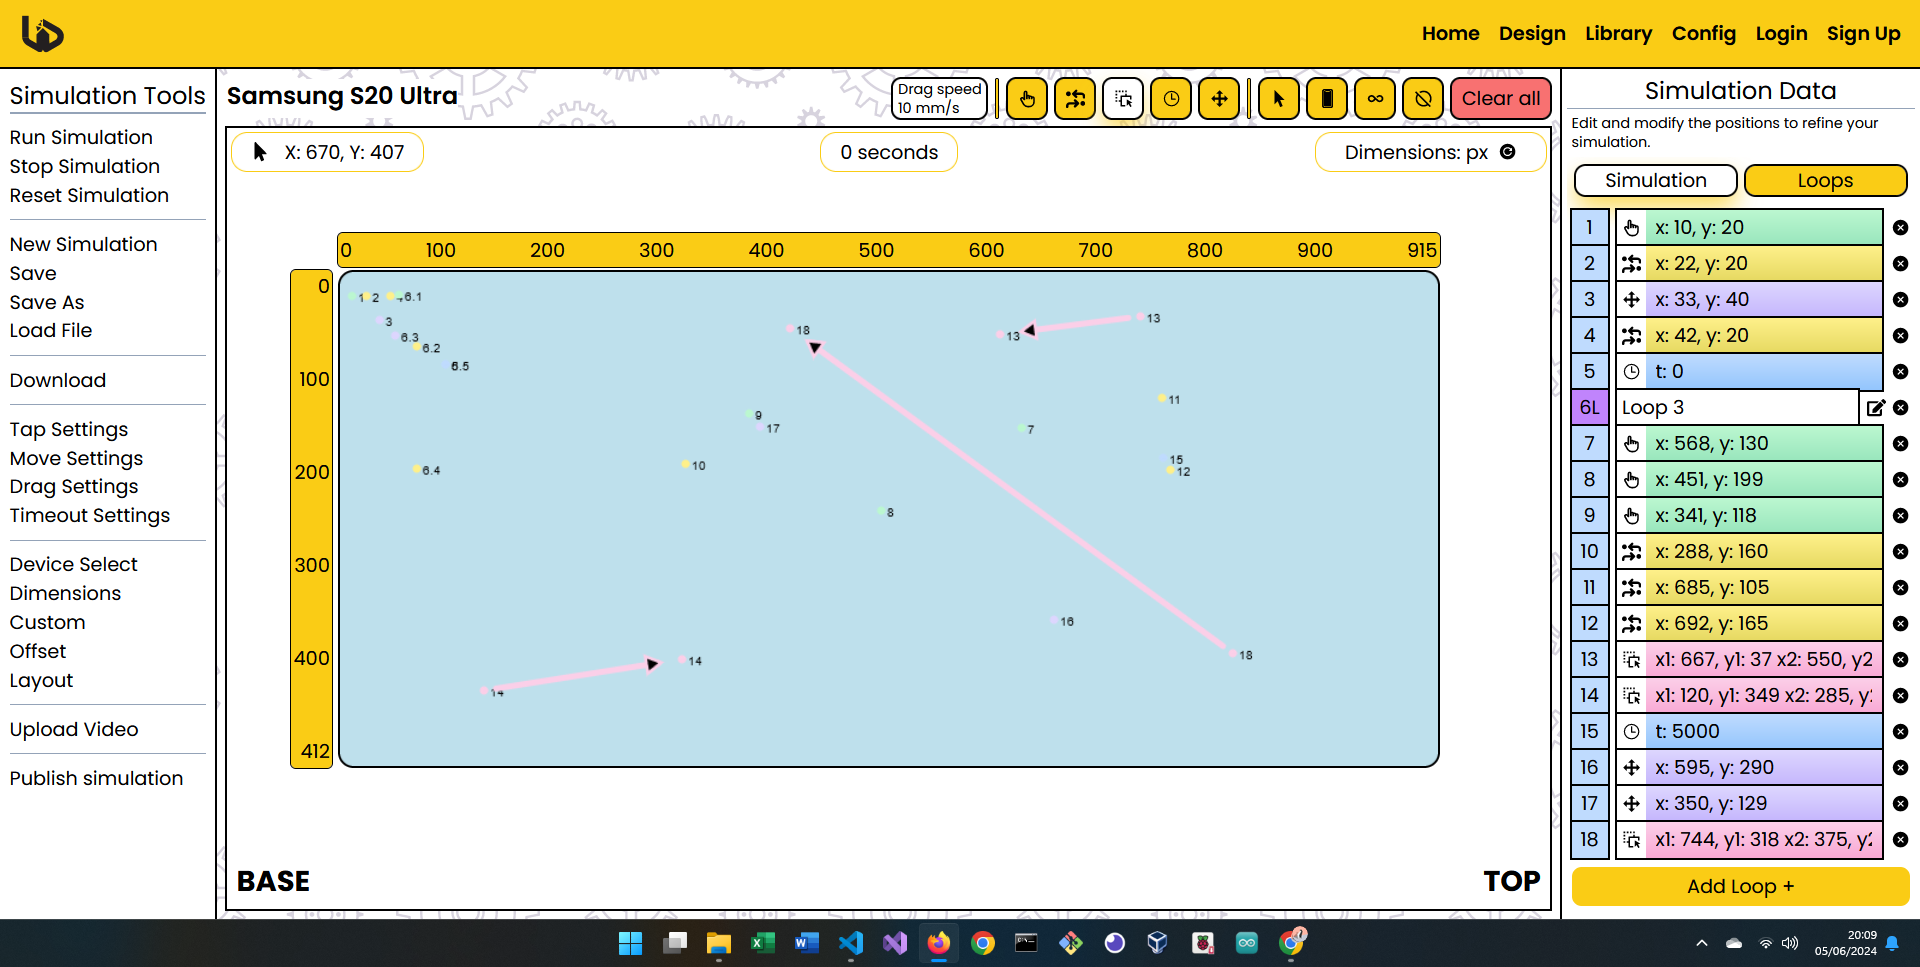 Home Design Library Config Login Sign Up
Simulation Tools
Run Simulation
Stop Simulation
Reset Simulation
New Simulation
Save
Save As
Load File
Download
Tap Settings
Move Settings
Drag Settings
Timeout Settings
Device Select
Dimensions
Custom
Offset
Layout
Upload Video
Publish simulation
Samsung S20 Ultra
Drag speed
10 mm/s
Clear all
X: 670, Y: 407
0 seconds
Dimensions: px
0 100 200 300 400 500 600 700 800 900 915
0
100
200
300
400
412
1 2 6.1
3
6.3
6.2
6.5
18
13
13
9
17
11
7
6.4
10
15
12
8
16
14
14
18
BASE
TOP
Simulation Data
Edit and modify the positions to refine your
simulation.
Simulation
Loops
1 x: 10, y: 20
2 x: 22, y: 20
3 x: 33, y: 40
4 x: 42, y: 20
5 t: 0
6L Loop 3
7 x: 568, y: 130
8 x: 451, y: 199
9 x: 341, y: 118
10 x: 288, y: 160
11 x: 685, y: 105
12 x: 692, y: 165
13 x1: 667, y1: 37 x2: 550, y2
14 x1: 120, y1: 349 x2: 285, y
15 t: 5000
16 x: 595, y: 290
17 x: 350, y: 129
18 x1: 744, y1: 318 x2: 375, y2
Add Loop +
20:09
05/06/2024